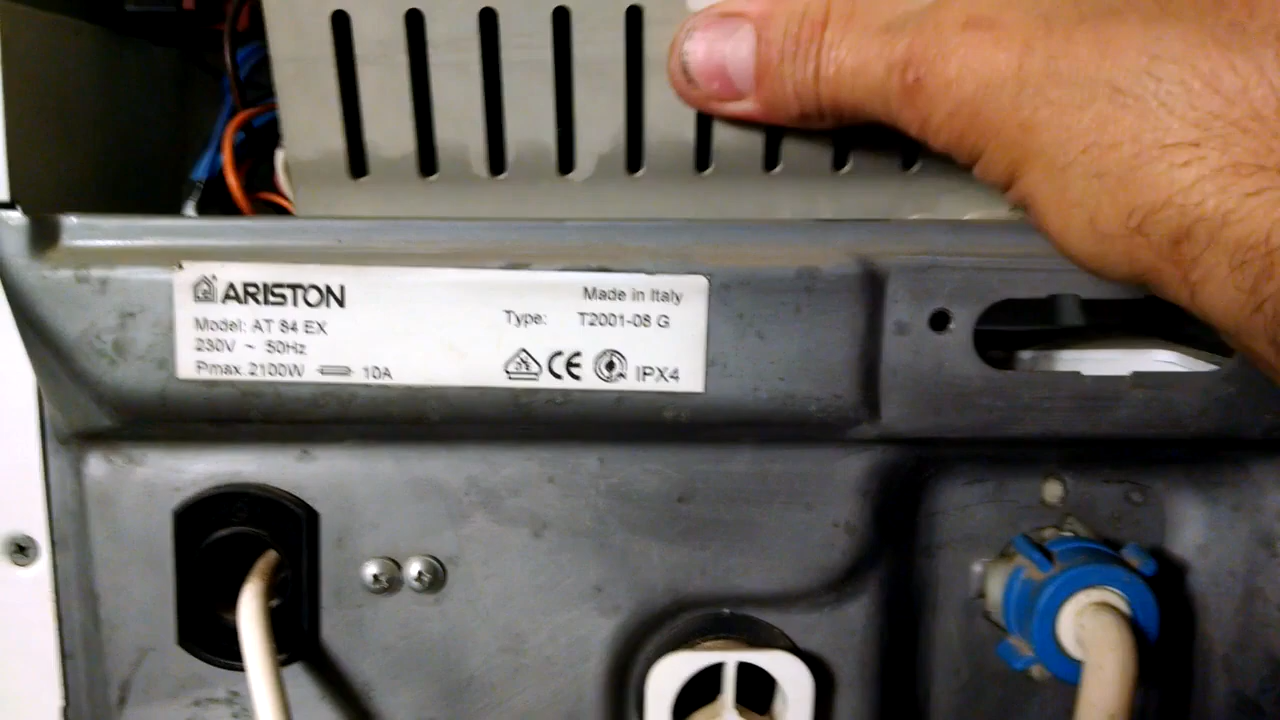 ARISTON
Made in Italy
Model: AT 84 EX
Type: T2001-08 G
230V ~ 50Hz
Pmax. 2100W 10A
CE IPX4